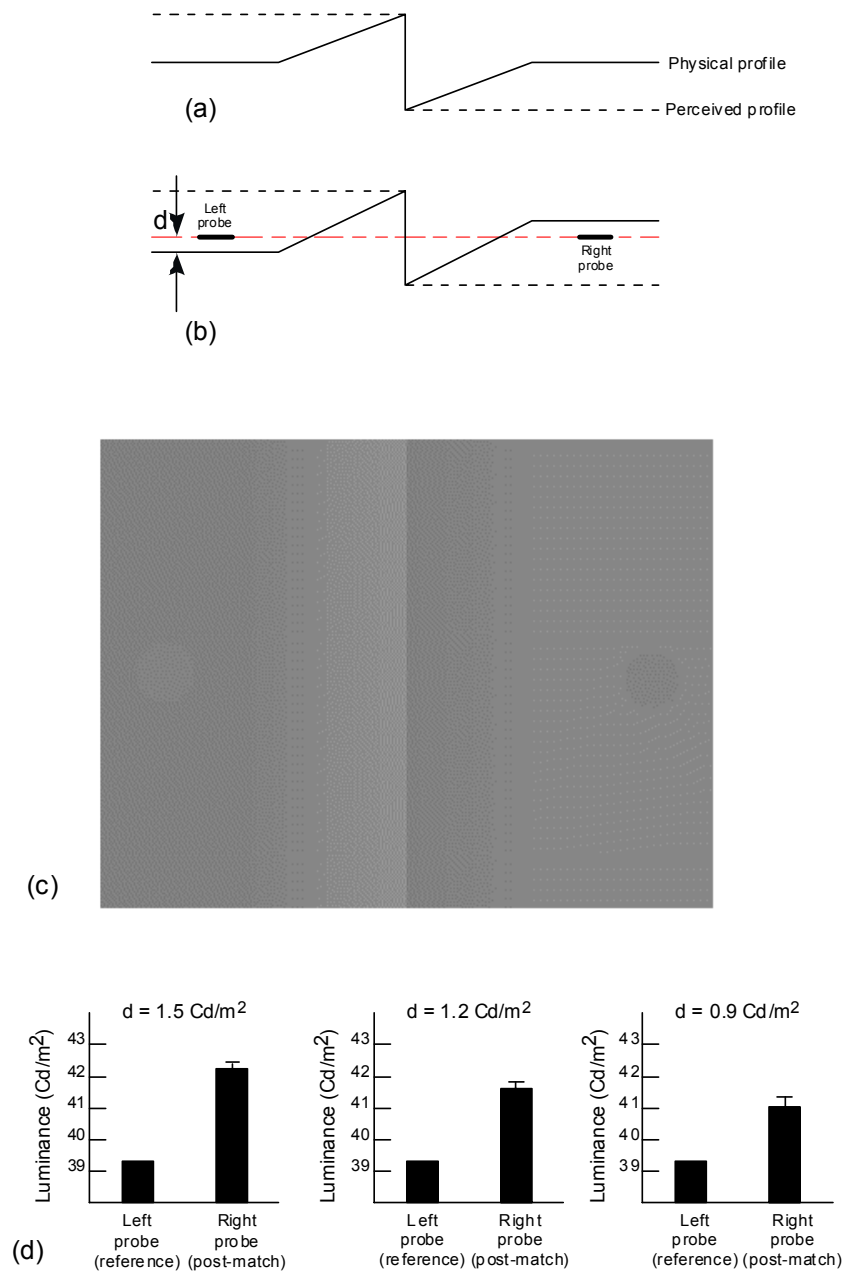 Physical profile
(a)
Perceived profile
d
Left
probe
Right
probe
(b)
(c)
d = 1.5 Cd/m2
Luminance (Cd/m2)
43
42
41
40
39
Left
probe
(reference)
Right
probe
(post-match)
d = 1.2 Cd/m2
Luminance (Cd/m2)
43
42
41
40
39
Left
probe
(reference)
Right
probe
(post-match)
d = 0.9 Cd/m2
Luminance (Cd/m2)
43
42
41
40
39
Left
probe
(reference)
Right
probe
(post-match)
(d)